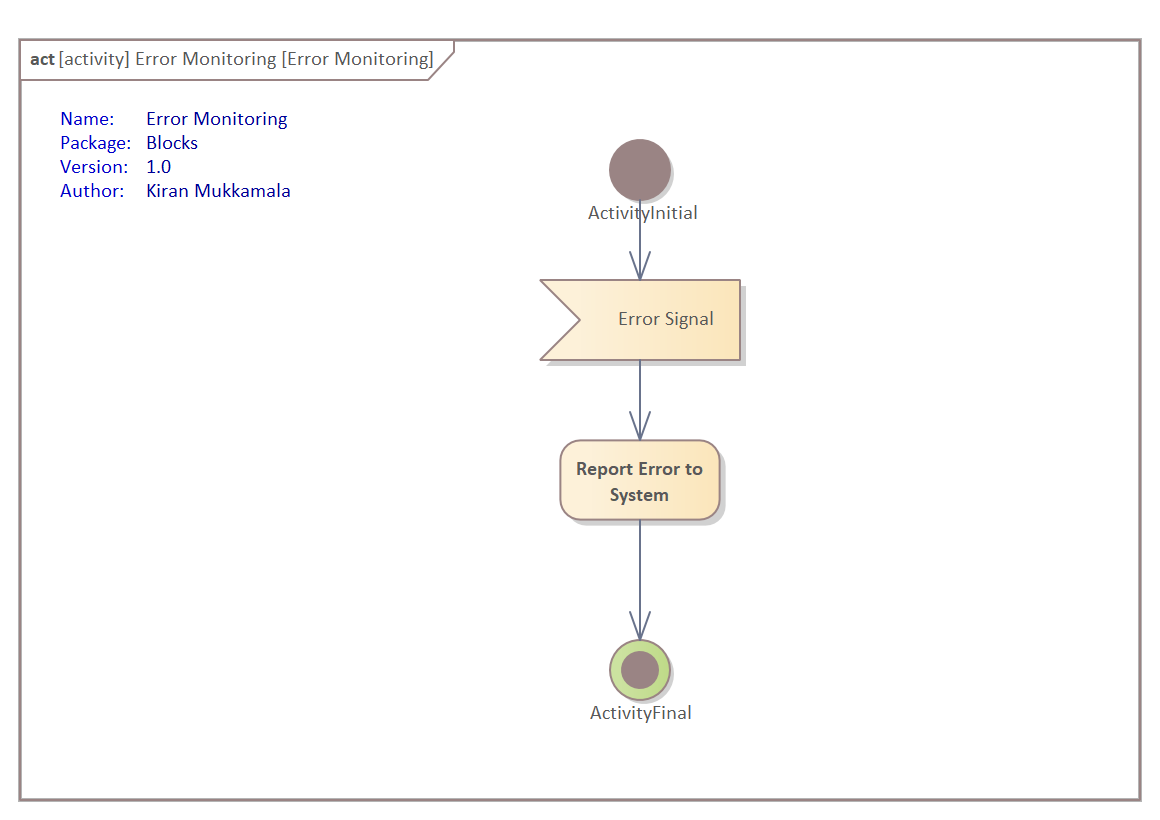 act [activity] Error Monitoring [Error Monitoring]
Name: Error Monitoring
Package: Blocks
Version: 1.0
Author: Kiran Mukkamala
ActivityInitial
Error Signal
Report Error to
System
ActivityFinal